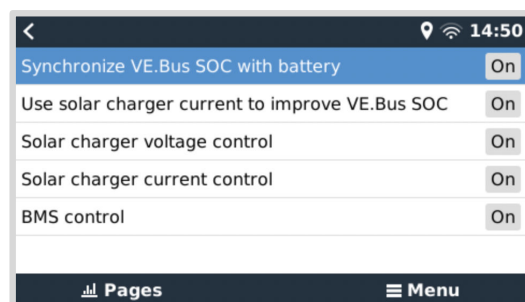 14:50
Synchronize VE.Bus SOC with battery On
Use solar charger current to improve VE.Bus SOC On
Solar charger voltage control On
Solar charger current control On
BMS control On
Pages Menu